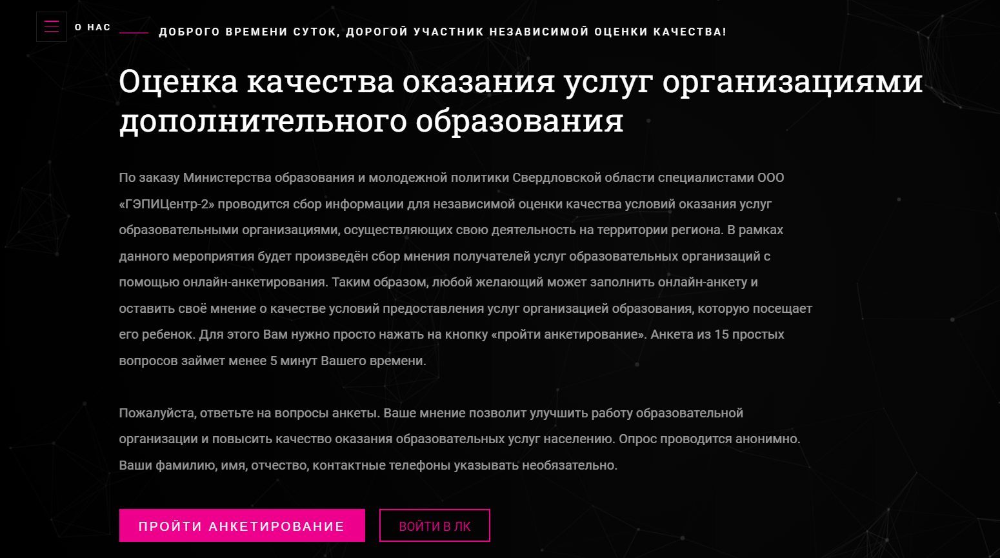 О НАС
ДОБРОГО ВРЕМЕНИ СУТОК, ДОРОГОЙ УЧАСТНИК НЕЗАВИСИМОЙ ОЦЕНКИ КАЧЕСТВА!
Оценка качества оказания услуг организациями
дополнительного образования
По заказу Министерства образования и молодежной политики Свердловской области специалистами ООО
«ГЭПИЦентр-2» проводится сбор информации для независимой оценки качества условий оказания услуг
образовательными организациями, осуществляющих свою деятельность на территории региона. В рамках
данного мероприятия будет произведён сбор мнения получателей услуг образовательных организаций с
помощью онлайн-анкетирования. Таким образом, любой желающий может заполнить онлайн-анкету и
оставить своё мнение о качестве условий предоставления услуг организацией образования, которую посещает
его ребенок. Для этого Вам нужно просто нажать на кнопку «пройти анкетирование». Анкета из 15 простых
вопросов займет менее 5 минут Вашего времени.
Пожалуйста, ответьте на вопросы анкеты. Ваше мнение позволит улучшить работу образовательной
организации и повысить качество оказания образовательных услуг населению. Опрос проводится анонимно.
Ваши фамилию, имя, отчество, контактные телефоны указывать необязательно.
ПРОЙТИ АНКЕТИРОВАНИЕ
ВОЙТИ В ЛК